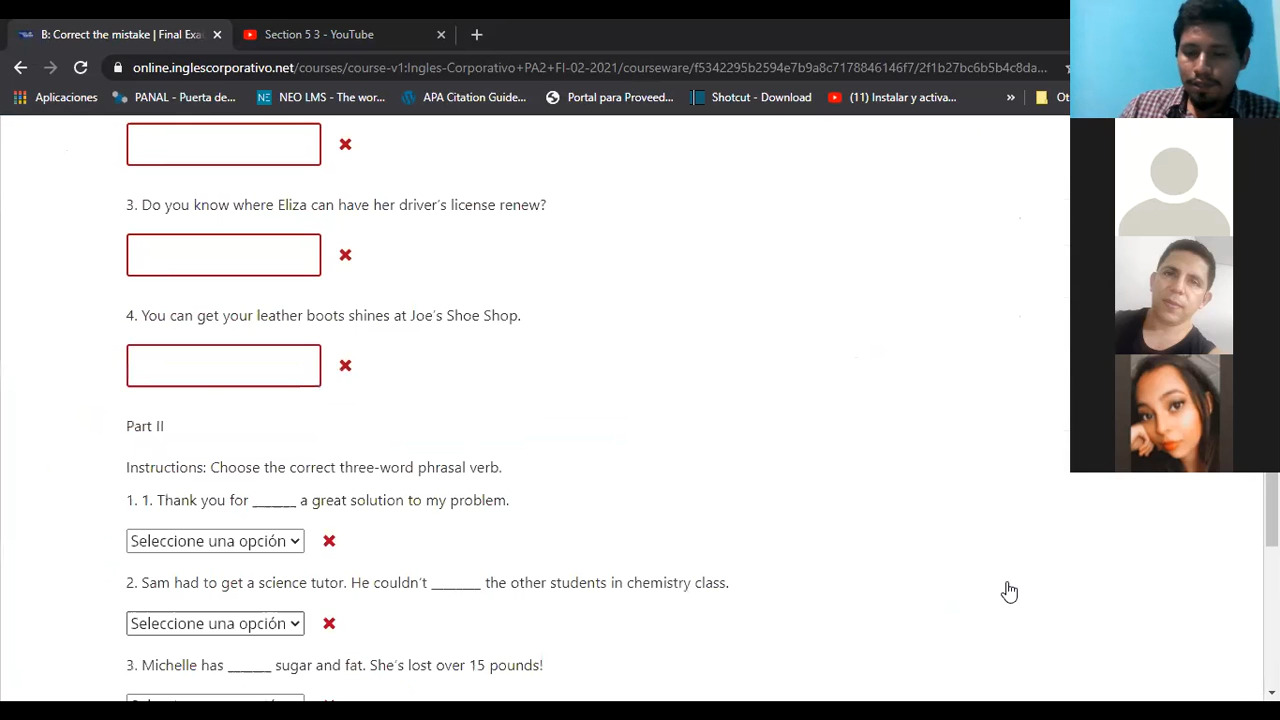 B: Correct the mistake | Final Exa
Section 5 3 - YouTube
online.inglescorporativo.net/courses/course-v1:Ingles-Corporativo+PA2+FI-02-2021/courseware/f5342295b2594e7b9a8c7178846146f7/2f1b27bc6b5b4c8da...
Aplicaciones
PANAL - Puerta de...
NEO LMS - The wor...
APA Citation Guide...
Portal para Proveed...
Shotcut - Download
(11) Instalar y activa...
»
Ot
3. Do you know where Eliza can have her driver's license renew?
4. You can get your leather boots shines at Joe's Shoe Shop.
Part II
Instructions: Choose the correct three-word phrasal verb.
1. 1. Thank you for ______ a great solution to my problem.
Seleccione una opción
2. Sam had to get a science tutor. He couldn't _______ the other students in chemistry class.
Seleccione una opción
3. Michelle has ______ sugar and fat. She's lost over 15 pounds!